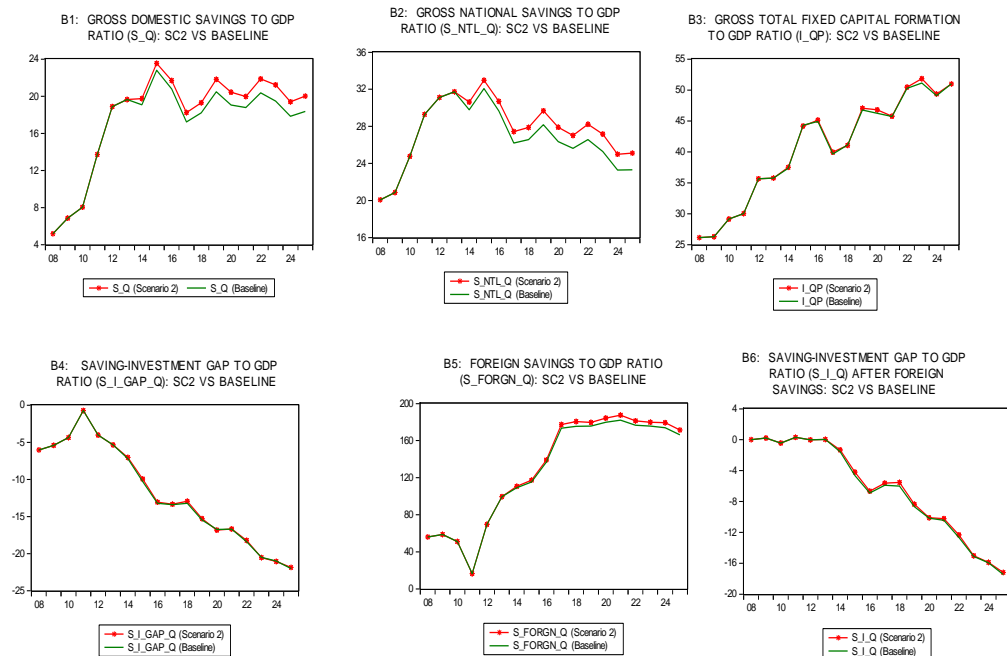 B1: GROSS DOMESTIC SAVINGS TO GDP
RATIO (S_Q): SC2 VS BASELINE
24
20
16
12
8
4
08 10 12 14 16 18 20 22 24
S_Q (Scenario 2) S_Q (Baseline)
B2: GROSS NATIONAL SAVINGS TO GDP
RATIO (S_NTL_Q): SC2 VS BASELINE
36
32
28
24
20
16
08 10 12 14 16 18 20 22 24
S_NTL_Q (Scenario 2)
S_NTL_Q (Baseline)
B3: GROSS TOTAL FIXED CAPITAL FORMATION
TO GDP RATIO (I_QP): SC2 VS BASELINE
55
50
45
40
35
30
25
08 10 12 14 16 18 20 22 24
I_QP (Scenario 2)
I_QP (Baseline)
B4: SAVING-INVESTMENT GAP TO GDP
RATIO (S_I_GAP_Q): SC2 VS BASELINE
0
-5
-10
-15
-20
-25
08 10 12 14 16 18 20 22 24
S_I_GAP_Q (Scenario 2)
S_I_GAP_Q (Baseline)
B5: FOREIGN SAVINGS TO GDP RATIO
(S_FORGN_Q): SC2 VS BASELINE
200
160
120
80
40
0
08 10 12 14 16 18 20 22 24
S_FORGN_Q (Scenario 2)
S_FORGN_Q (Baseline)
B6: SAVING-INVESTMENT GAP TO GDP
RATIO (S_I_Q) AFTER FOREIGN
SAVINGS: SC2 VS BASELINE
4
0
-4
-8
-12
-16
-20
08 10 12 14 16 18 20 22 24
S_I_Q (Scenario 2)
S_I_Q (Baseline)